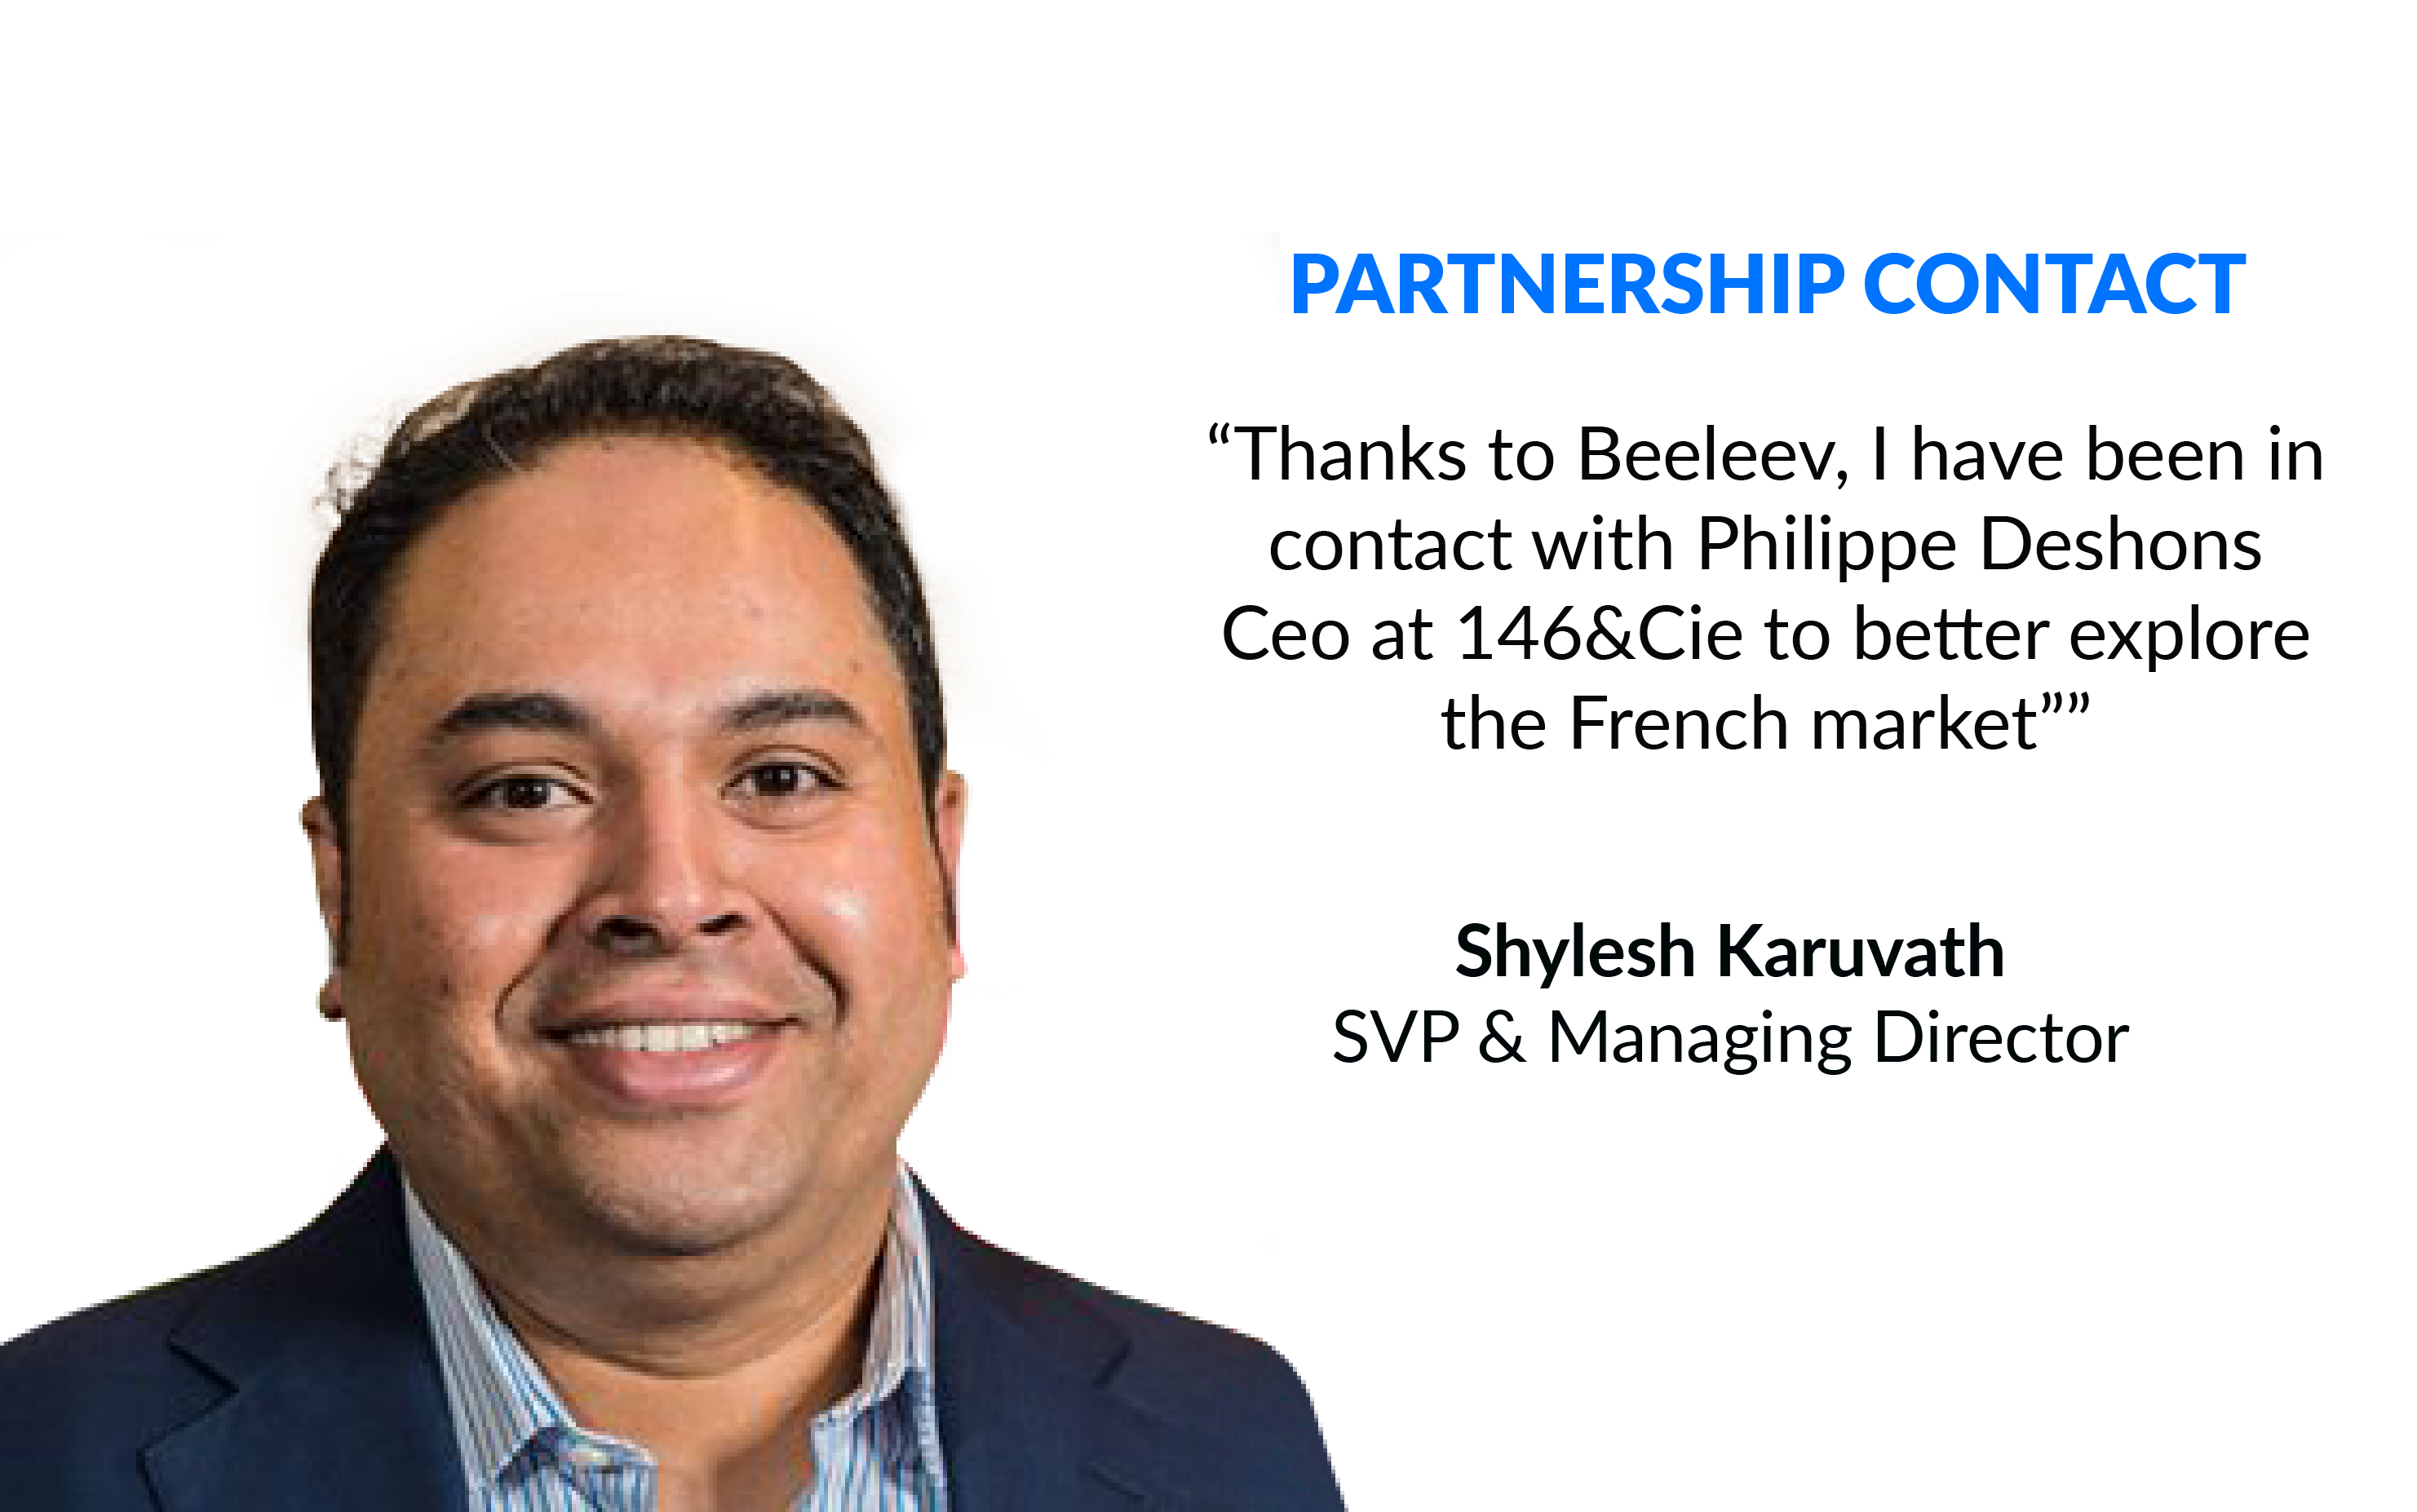 PARTNERSHIP CONTACT
“Thanks to Beeleev, I have been in
contact with Philippe Deshons
Ceo at 146&Cie to better explore
the French market””
Shylesh Karuvath
SVP & Managing Director